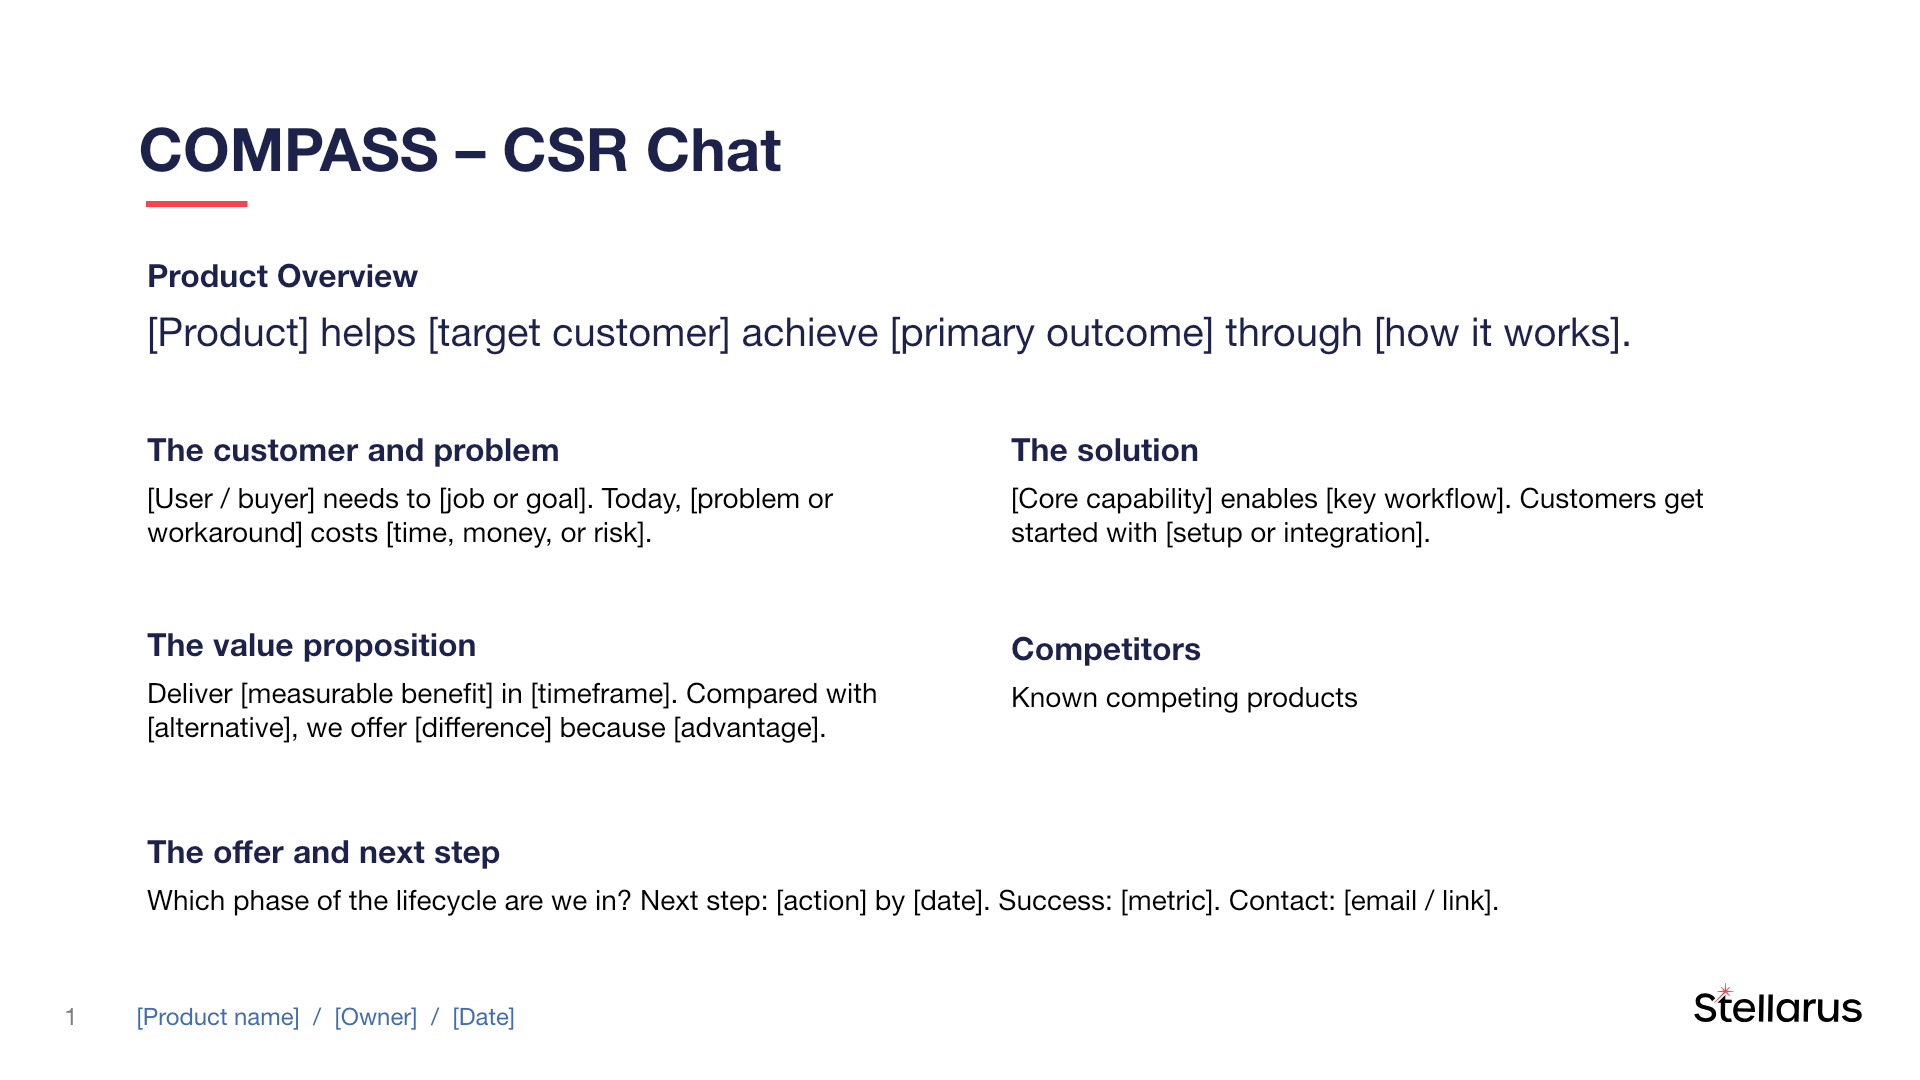 COMPASS – CSR Chat
Product Overview
[Product] helps [target customer] achieve [primary outcome] through [how it works].
The customer and problem
[User / buyer] needs to [job or goal]. Today, [problem or
workaround] costs [time, money, or risk].
The solution
[Core capability] enables [key workflow]. Customers get
started with [setup or integration].
The value proposition
Deliver [measurable benefit] in [timeframe]. Compared with
[alternative], we offer [difference] because [advantage].
Competitors
Known competing products
The offer and next step
Which phase of the lifecycle are we in? Next step: [action] by [date]. Success: [metric]. Contact: [email / link].
1
[Product name] / [Owner] / [Date]
Stellarus